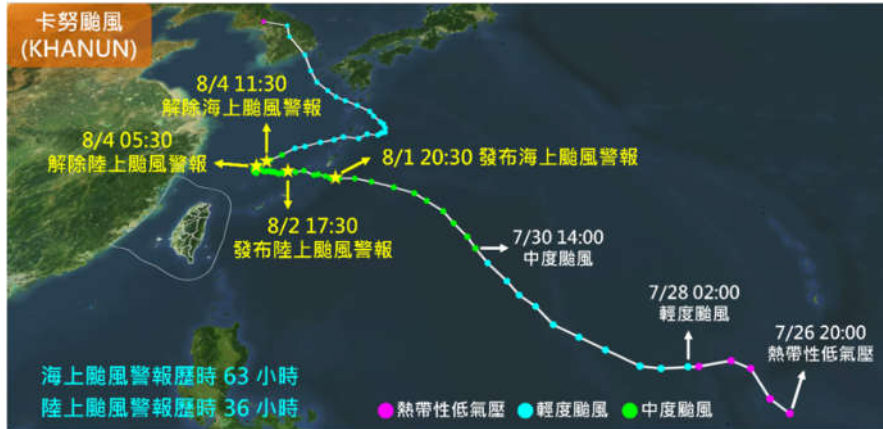 卡努颱風
(KHANUN)
8/4 11:30
解除海上颱風警報
8/4 05:30
解除陸上颱風警報
8/1 20:30 發布海上颱風警報
8/2 17:30
發布陸上颱風警報
7/30 14:00
中度颱風
7/28 02:00
輕度颱風
7/26 20:00
熱帶性低氣壓
海上颱風警報歷時 63 小時
陸上颱風警報歷時 36 小時
熱帶性低氣壓 輕度颱風 中度颱風